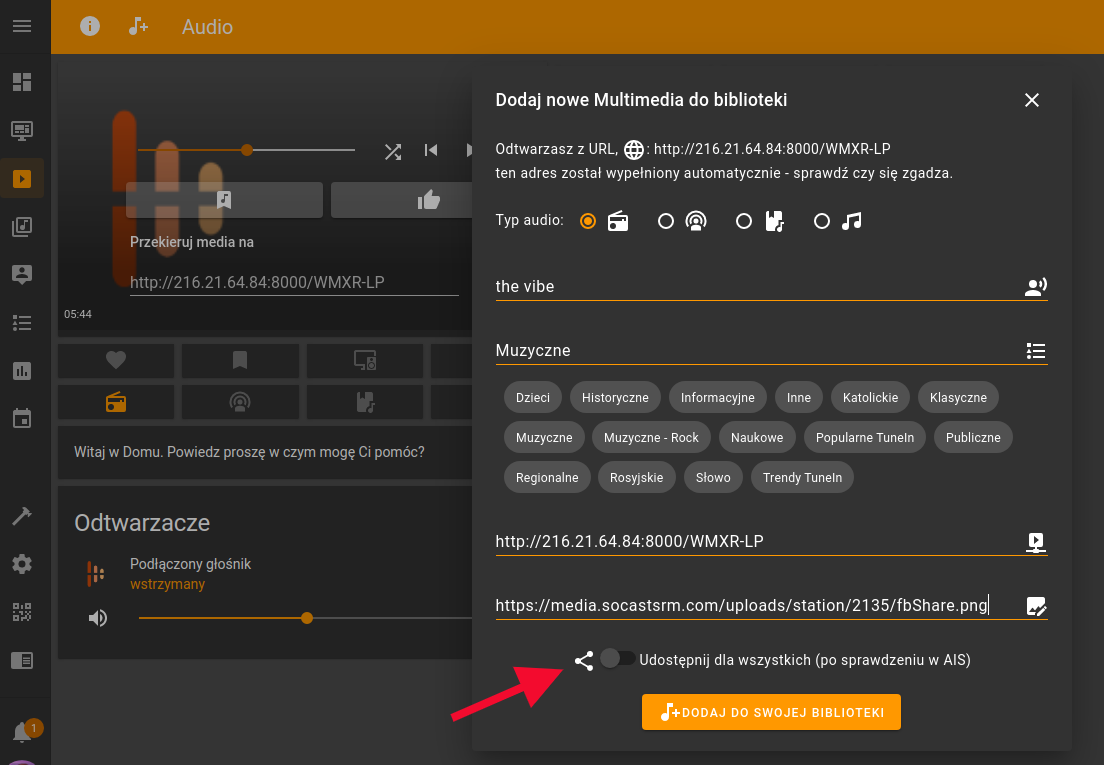 Audio
Przekieruj media na
http://216.21.64.84:8000/WMXR-LP
05:44
Witaj w Domu. Powiedz proszę w czym mogę Ci pomóc?
Odtwarzacze
Podłączony głośnik
wstrzymany
1
Dodaj nowe Multimedia do biblioteki
Odtwarzasz z URL, : http://216.21.64.84:8000/WMXR-LP
ten adres został wypełniony automatycznie - sprawdź czy się zgadza.
Typ audio:
the vibe
Muzyczne
Dzieci Historyczne Informacyjne Inne Katolickie Klasyczne
Muzyczne Muzyczne - Rock Naukowe Popularne TuneIn Publiczne
Regionalne Rosyjskie Słowo Trendy TuneIn
http://216.21.64.84:8000/WMXR-LP
https://media.socastsrm.com/uploads/station/2135/fbShare.png
Udostępnij dla wszystkich (po sprawdzeniu w AIS)
DODAJ DO SWOJEJ BIBLIOTEKI